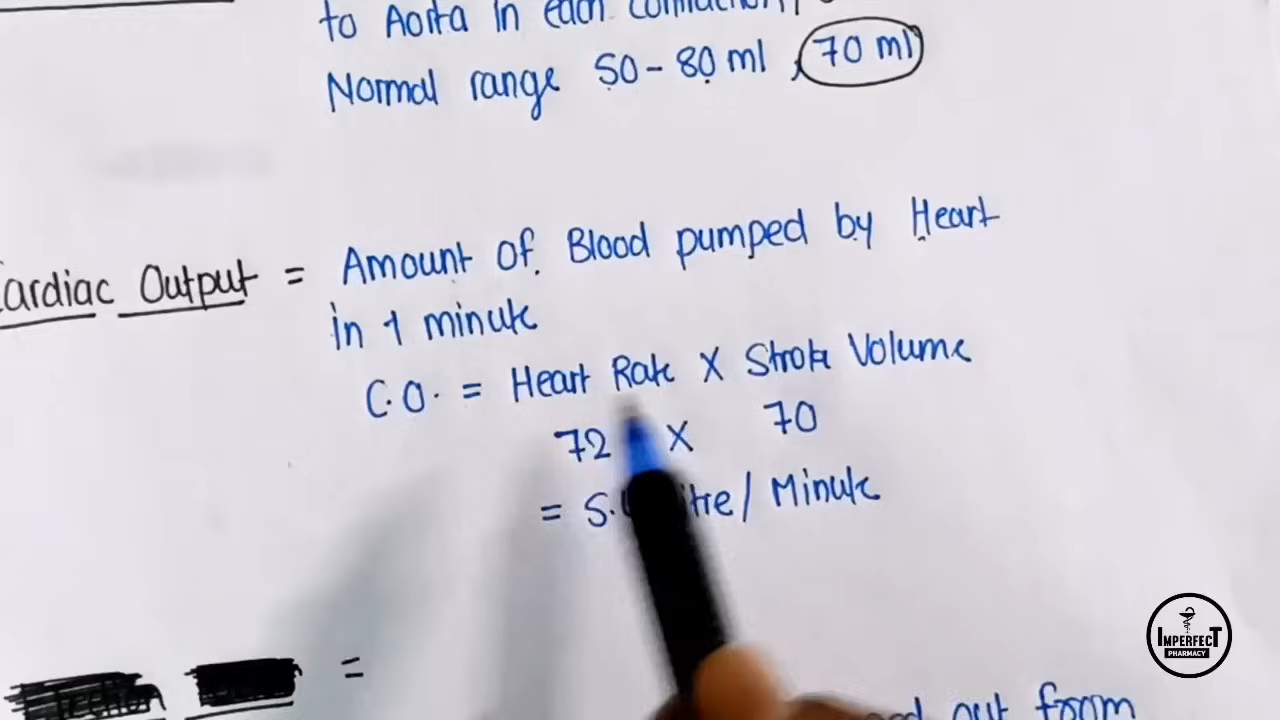 to Aorta in each
Normal range 50-80 ml, 70 ml
Cardiac Output = Amount of Blood pumped by Heart
in 1 minute
C.O. = Heart Rate X Stroke Volume
72 X 70
= 5. / Minute
=
out from
IMPERFECT
PHARMACY